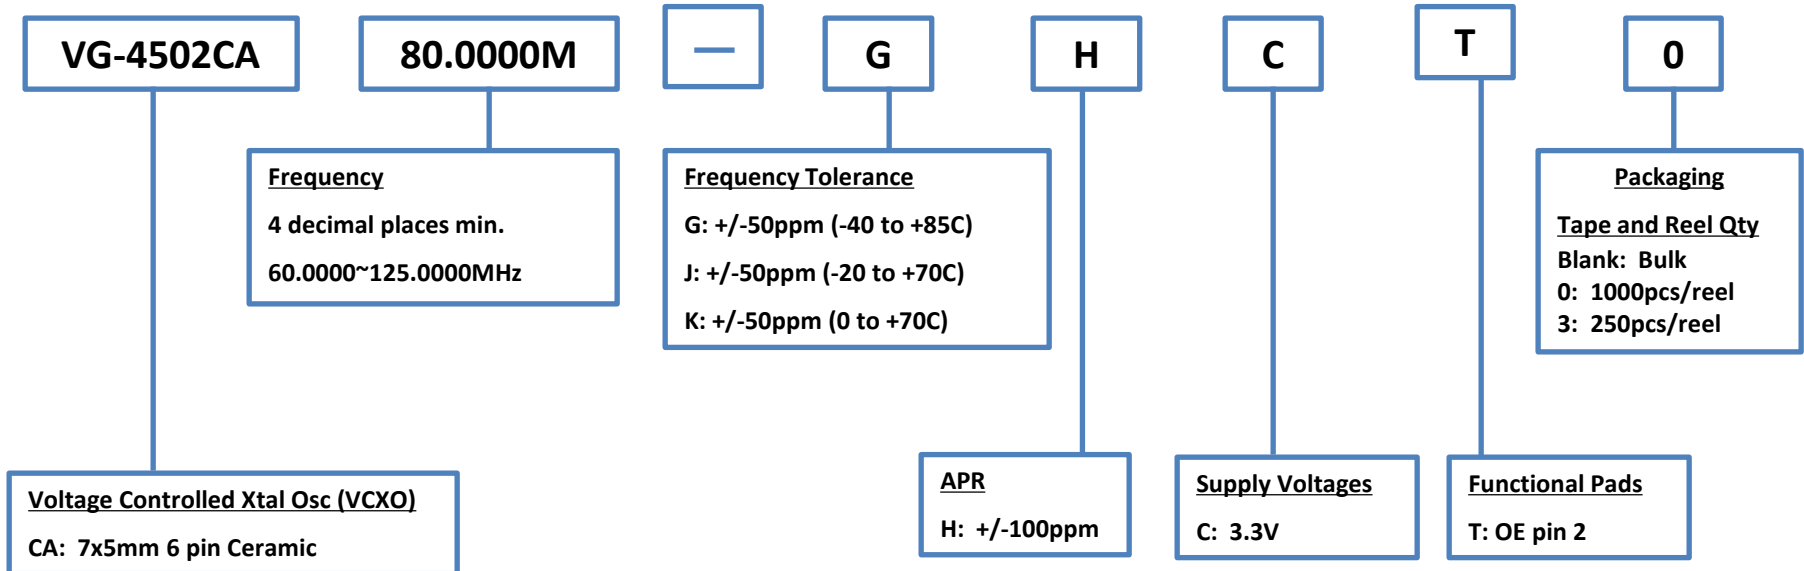 VG-4502CA
80.0000M
—
G
H
C
T
0
Frequency
4 decimal places min.
60.0000~125.0000MHz
Frequency Tolerance
G: +/-50ppm (-40 to +85C)
J: +/-50ppm (-20 to +70C)
K: +/-50ppm (0 to +70C)
Packaging
Tape and Reel Qty
Blank: Bulk
0: 1000pcs/reel
3: 250pcs/reel
Voltage Controlled Xtal Osc (VCXO)
CA: 7x5mm 6 pin Ceramic
APR
H: +/-100ppm
Supply Voltages
C: 3.3V
Functional Pads
T: OE pin 2